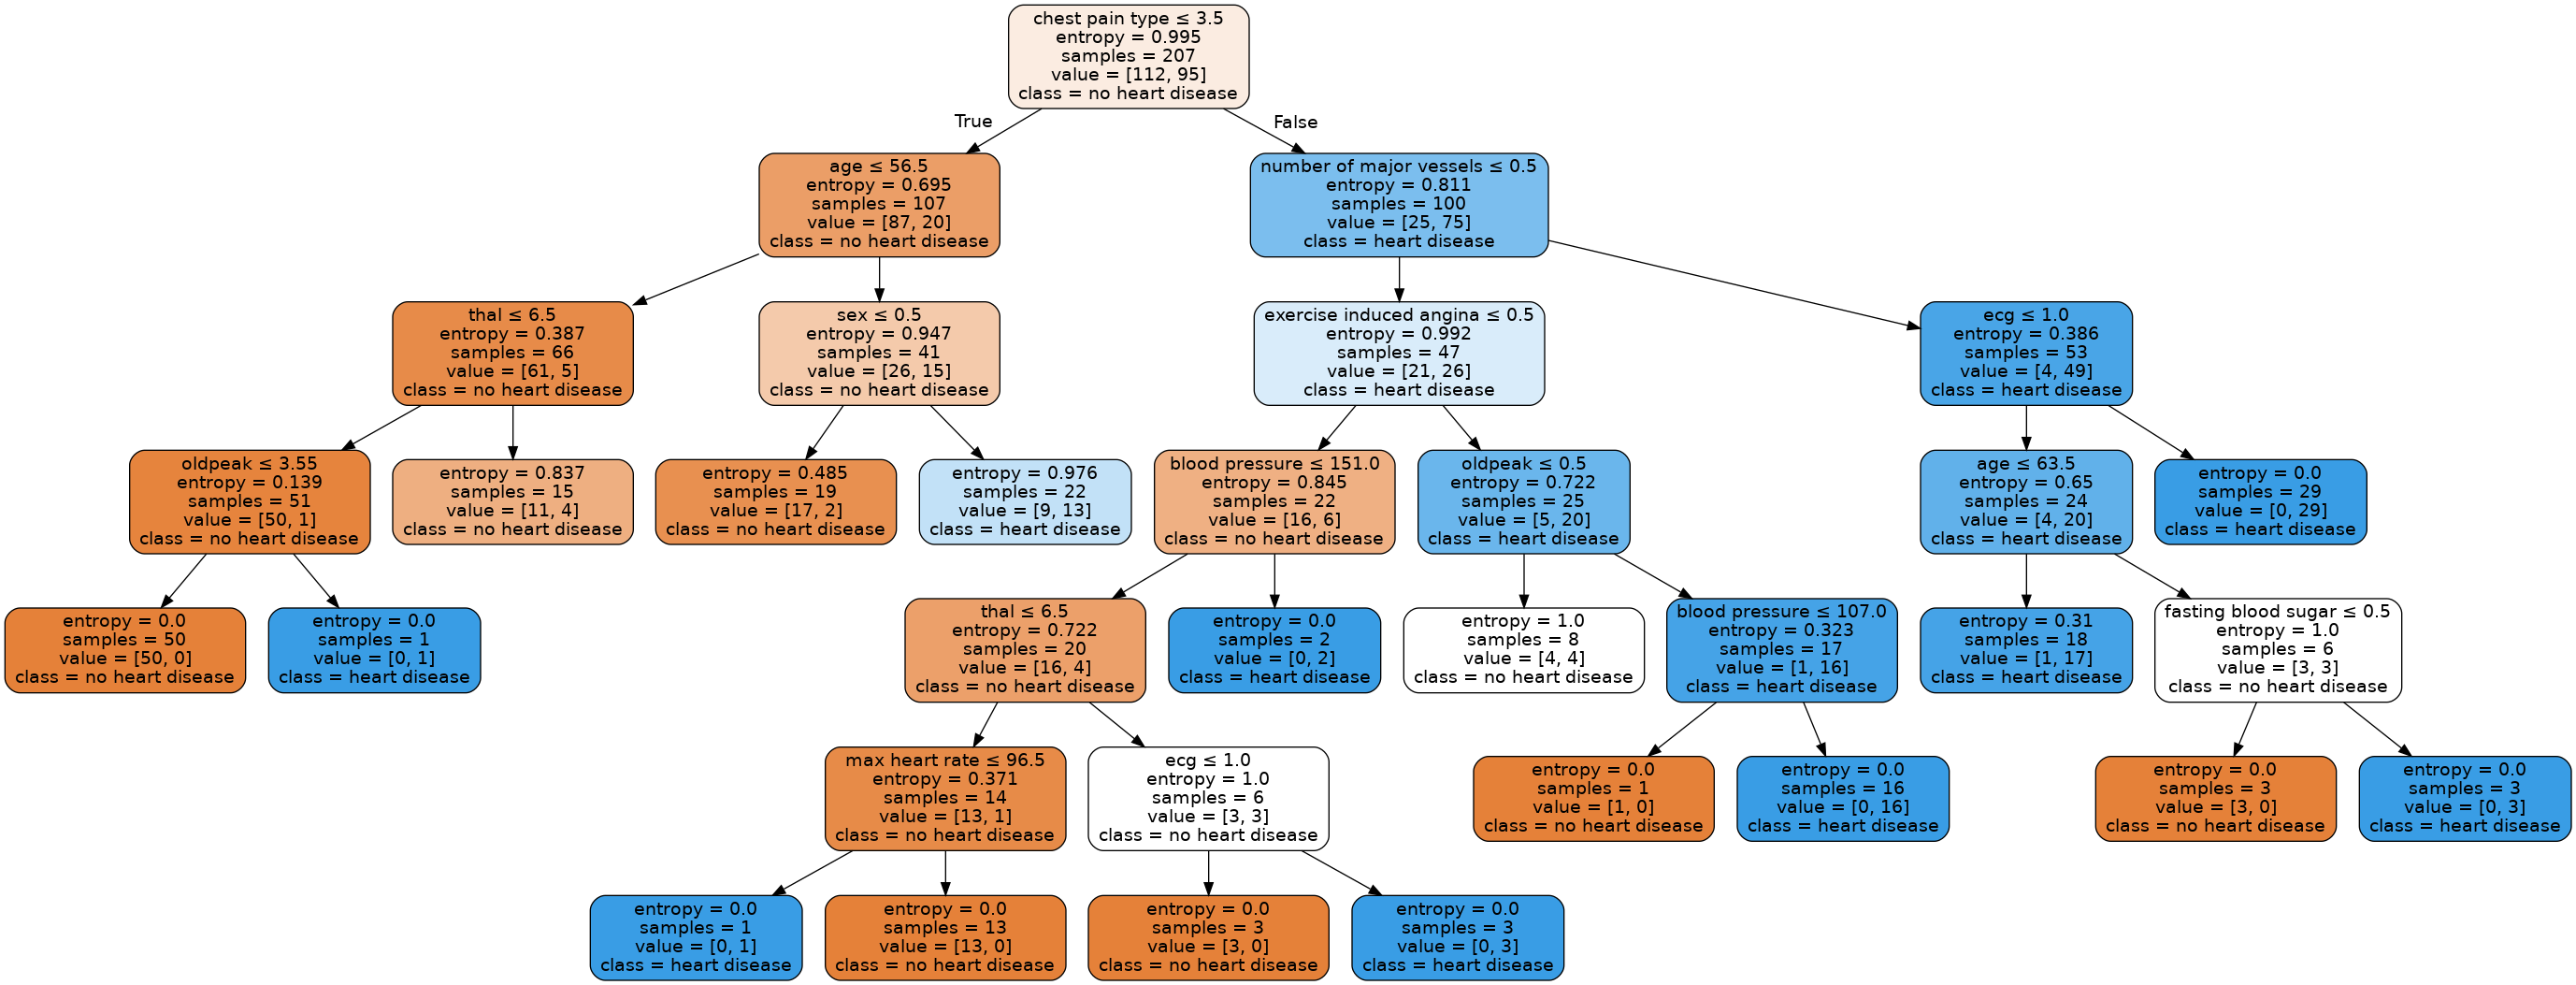 chest pain type ≤ 3.5
entropy = 0.995
samples = 207
value = [112, 95]
class = no heart disease
True
False
age ≤ 56.5
entropy = 0.695
samples = 107
value = [87, 20]
class = no heart disease
number of major vessels ≤ 0.5
entropy = 0.811
samples = 100
value = [25, 75]
class = heart disease
thal ≤ 6.5
entropy = 0.387
samples = 66
value = [61, 5]
class = no heart disease
sex ≤ 0.5
entropy = 0.947
samples = 41
value = [26, 15]
class = no heart disease
exercise induced angina ≤ 0.5
entropy = 0.992
samples = 47
value = [21, 26]
class = heart disease
ecg ≤ 1.0
entropy = 0.386
samples = 53
value = [4, 49]
class = heart disease
oldpeak ≤ 3.55
entropy = 0.139
samples = 51
value = [50, 1]
class = no heart disease
entropy = 0.837
samples = 15
value = [11, 4]
class = no heart disease
entropy = 0.485
samples = 19
value = [17, 2]
class = no heart disease
entropy = 0.976
samples = 22
value = [9, 13]
class = heart disease
blood pressure ≤ 151.0
entropy = 0.845
samples = 22
value = [16, 6]
class = no heart disease
oldpeak ≤ 0.5
entropy = 0.722
samples = 25
value = [5, 20]
class = heart disease
age ≤ 63.5
entropy = 0.65
samples = 24
value = [4, 20]
class = heart disease
entropy = 0.0
samples = 29
value = [0, 29]
class = heart disease
entropy = 0.0
samples = 50
value = [50, 0]
class = no heart disease
entropy = 0.0
samples = 1
value = [0, 1]
class = heart disease
thal ≤ 6.5
entropy = 0.722
samples = 20
value = [16, 4]
class = no heart disease
entropy = 0.0
samples = 2
value = [0, 2]
class = heart disease
entropy = 1.0
samples = 8
value = [4, 4]
class = no heart disease
blood pressure ≤ 107.0
entropy = 0.323
samples = 17
value = [1, 16]
class = heart disease
entropy = 0.31
samples = 18
value = [1, 17]
class = heart disease
fasting blood sugar ≤ 0.5
entropy = 1.0
samples = 6
value = [3, 3]
class = no heart disease
max heart rate ≤ 96.5
entropy = 0.371
samples = 14
value = [13, 1]
class = no heart disease
ecg ≤ 1.0
entropy = 1.0
samples = 6
value = [3, 3]
class = no heart disease
entropy = 0.0
samples = 1
value = [1, 0]
class = no heart disease
entropy = 0.0
samples = 16
value = [0, 16]
class = heart disease
entropy = 0.0
samples = 3
value = [3, 0]
class = no heart disease
entropy = 0.0
samples = 3
value = [0, 3]
class = heart disease
entropy = 0.0
samples = 1
value = [0, 1]
class = heart disease
entropy = 0.0
samples = 13
value = [13, 0]
class = no heart disease
entropy = 0.0
samples = 3
value = [3, 0]
class = no heart disease
entropy = 0.0
samples = 3
value = [0, 3]
class = heart disease